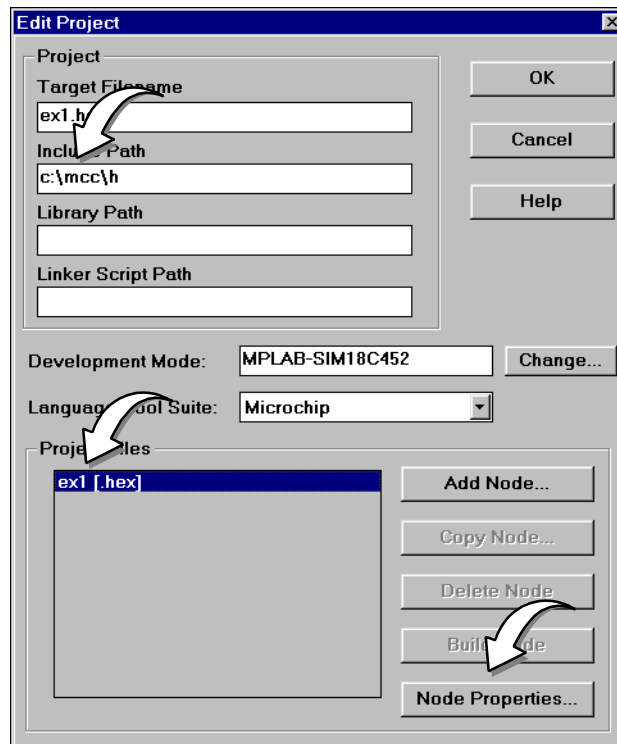 Edit Project
Project
Target Filename
ex1.h
Include Path
c:\mcc\h
Library Path
Linker Script Path
OK
Cancel
Help
Development Mode:
MPLAB-SIM18C452
Change...
Language Tool Suite:
Microchip
Project Files
ex1 [.hex]
Add Node...
Copy Node...
Delete Node
Build Node
Node Properties...